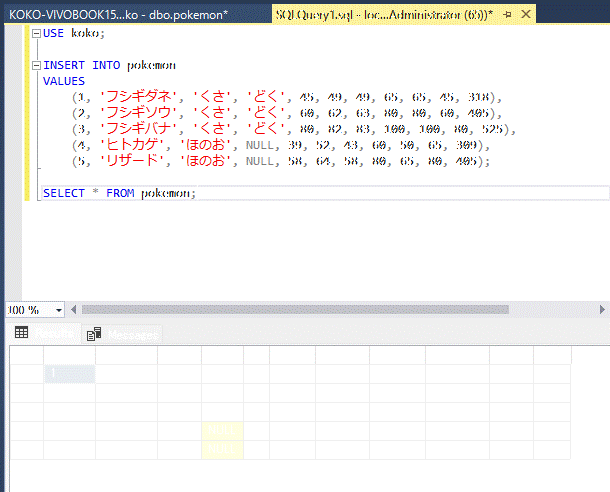 KOKO-VIVOBOOK15...ko - dbo.pokemon*
SQLQuery1.sql - loc...Administrator (65))*
USE koko;
INSERT INTO pokemon
VALUES
(1, 'フシギダネ', 'くさ', 'どく', 45, 49, 49, 65, 65, 45, 318),
(2, 'フシギソウ', 'くさ', 'どく', 60, 62, 63, 80, 80, 60, 405),
(3, 'フシギバナ', 'くさ', 'どく', 80, 82, 83, 100, 100, 80, 525),
(4, 'ヒトカゲ', 'ほのお', NULL, 39, 52, 43, 60, 50, 65, 309),
(5, 'リザード', 'ほのお', NULL, 58, 64, 58, 80, 65, 80, 405);
SELECT * FROM pokemon;
100 %
Results
Messages
1